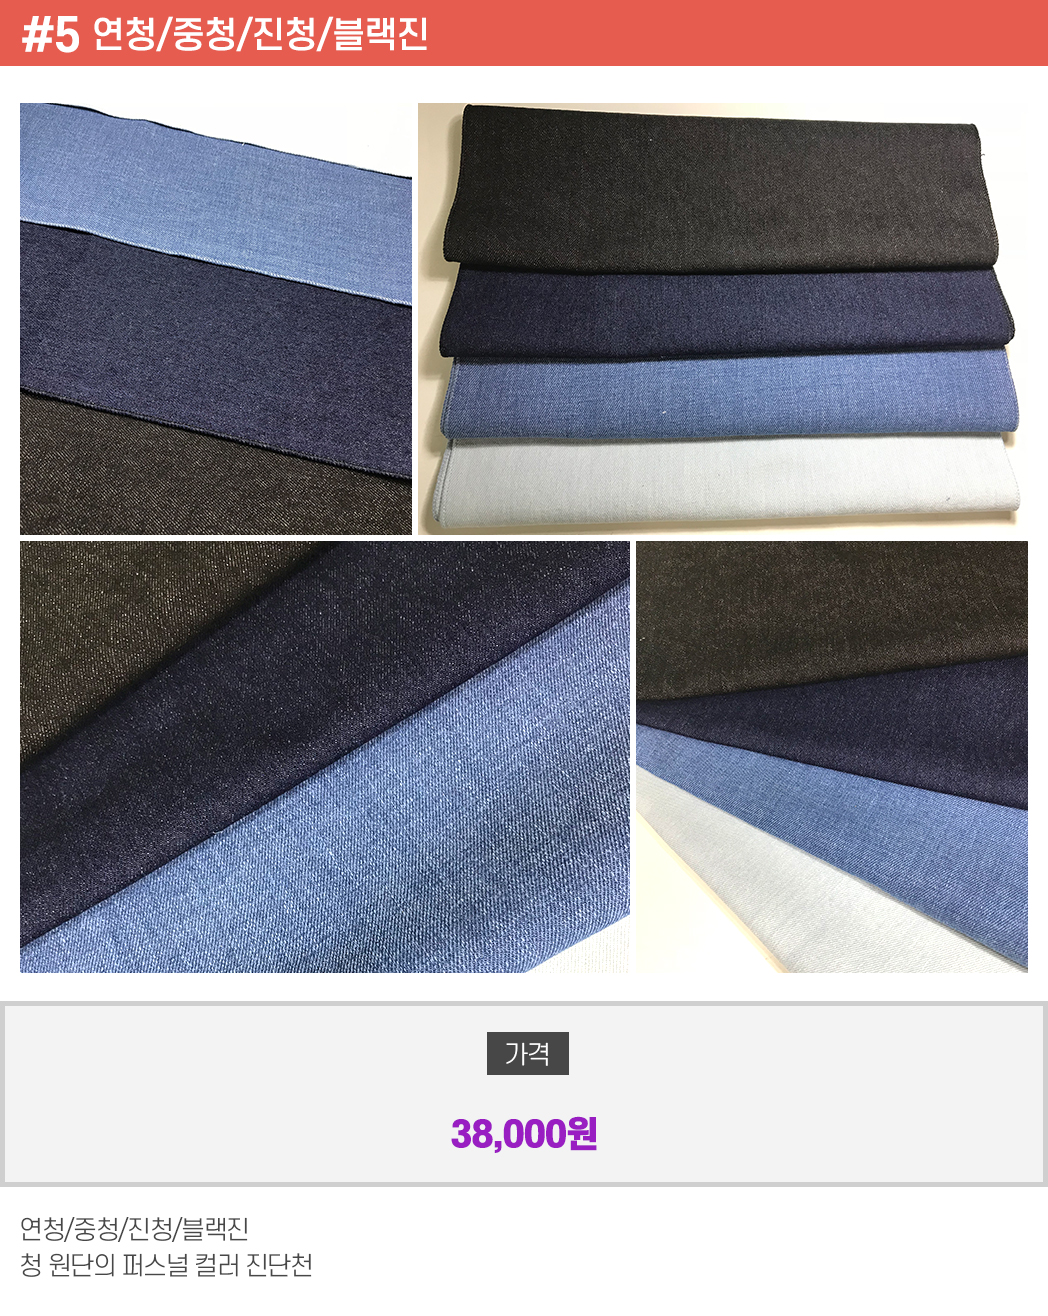 #5 연청/중청/진청/블랙진
가격
38,000원
연청/중청/진청/블랙진
청 원단의 퍼스널 컬러 진단천